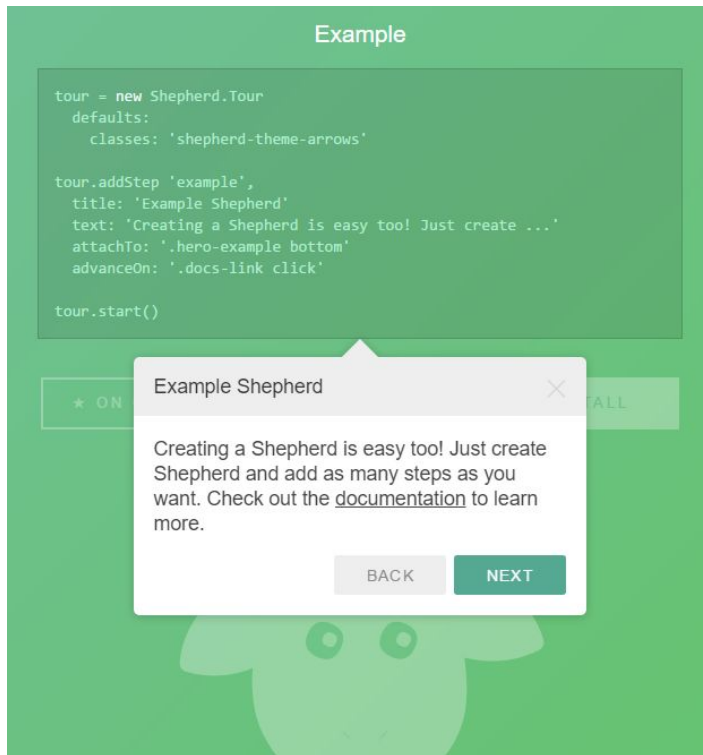 Example
tour = new Shepherd.Tour
  defaults:
    classes: 'shepherd-theme-arrows'
tour.addStep 'example',
  title: 'Example Shepherd'
  text: 'Creating a Shepherd is easy too! Just create ...'
  attachTo: '.hero-example bottom'
  advanceOn: '.docs-link click'
tour.start()
★ ON
TALL
Example Shepherd
Creating a Shepherd is easy too! Just create
Shepherd and add as many steps as you
want. Check out the documentation to learn
more.
BACK NEXT